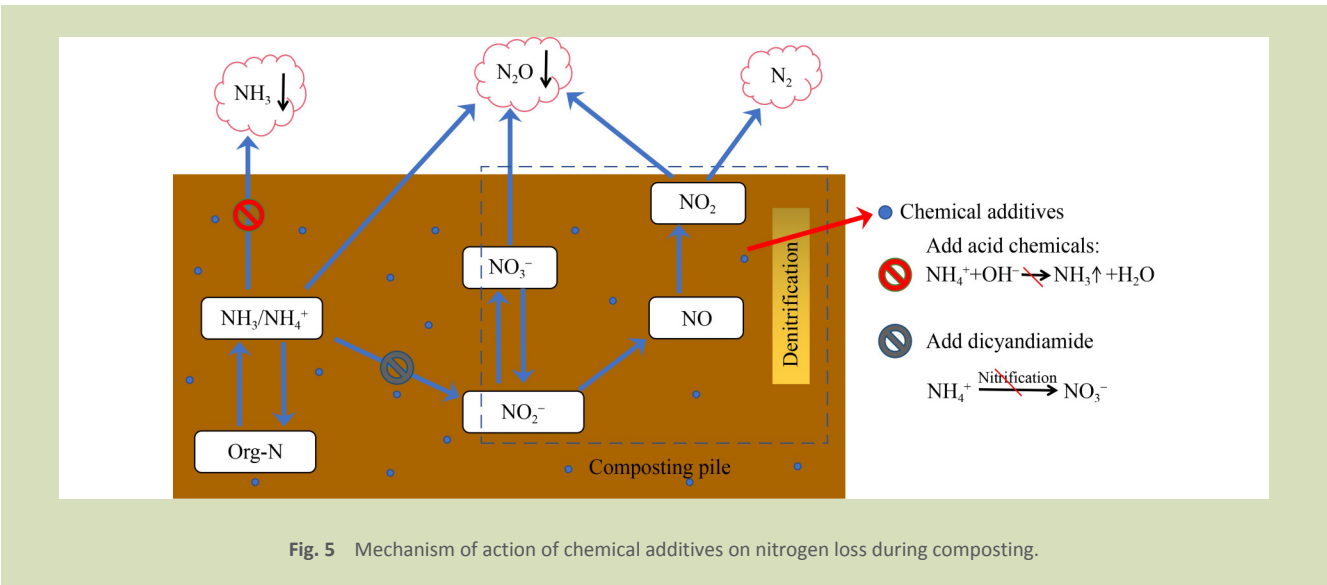 NH₃ ↓
N₂O ↓
N₂
NO₂
Chemical additives
Add acid chemicals:
NH₄⁺+OH⁻→NH₃↑+H₂O
NO₃⁻
Denitrification
NH₃/NH₄⁺
NO
Add dicyandiamide
Nitrification
NH₄⁺ → NO₃⁻
NO₂⁻
Org-N
Composting pile
Fig. 5 Mechanism of action of chemical additives on nitrogen loss during composting.